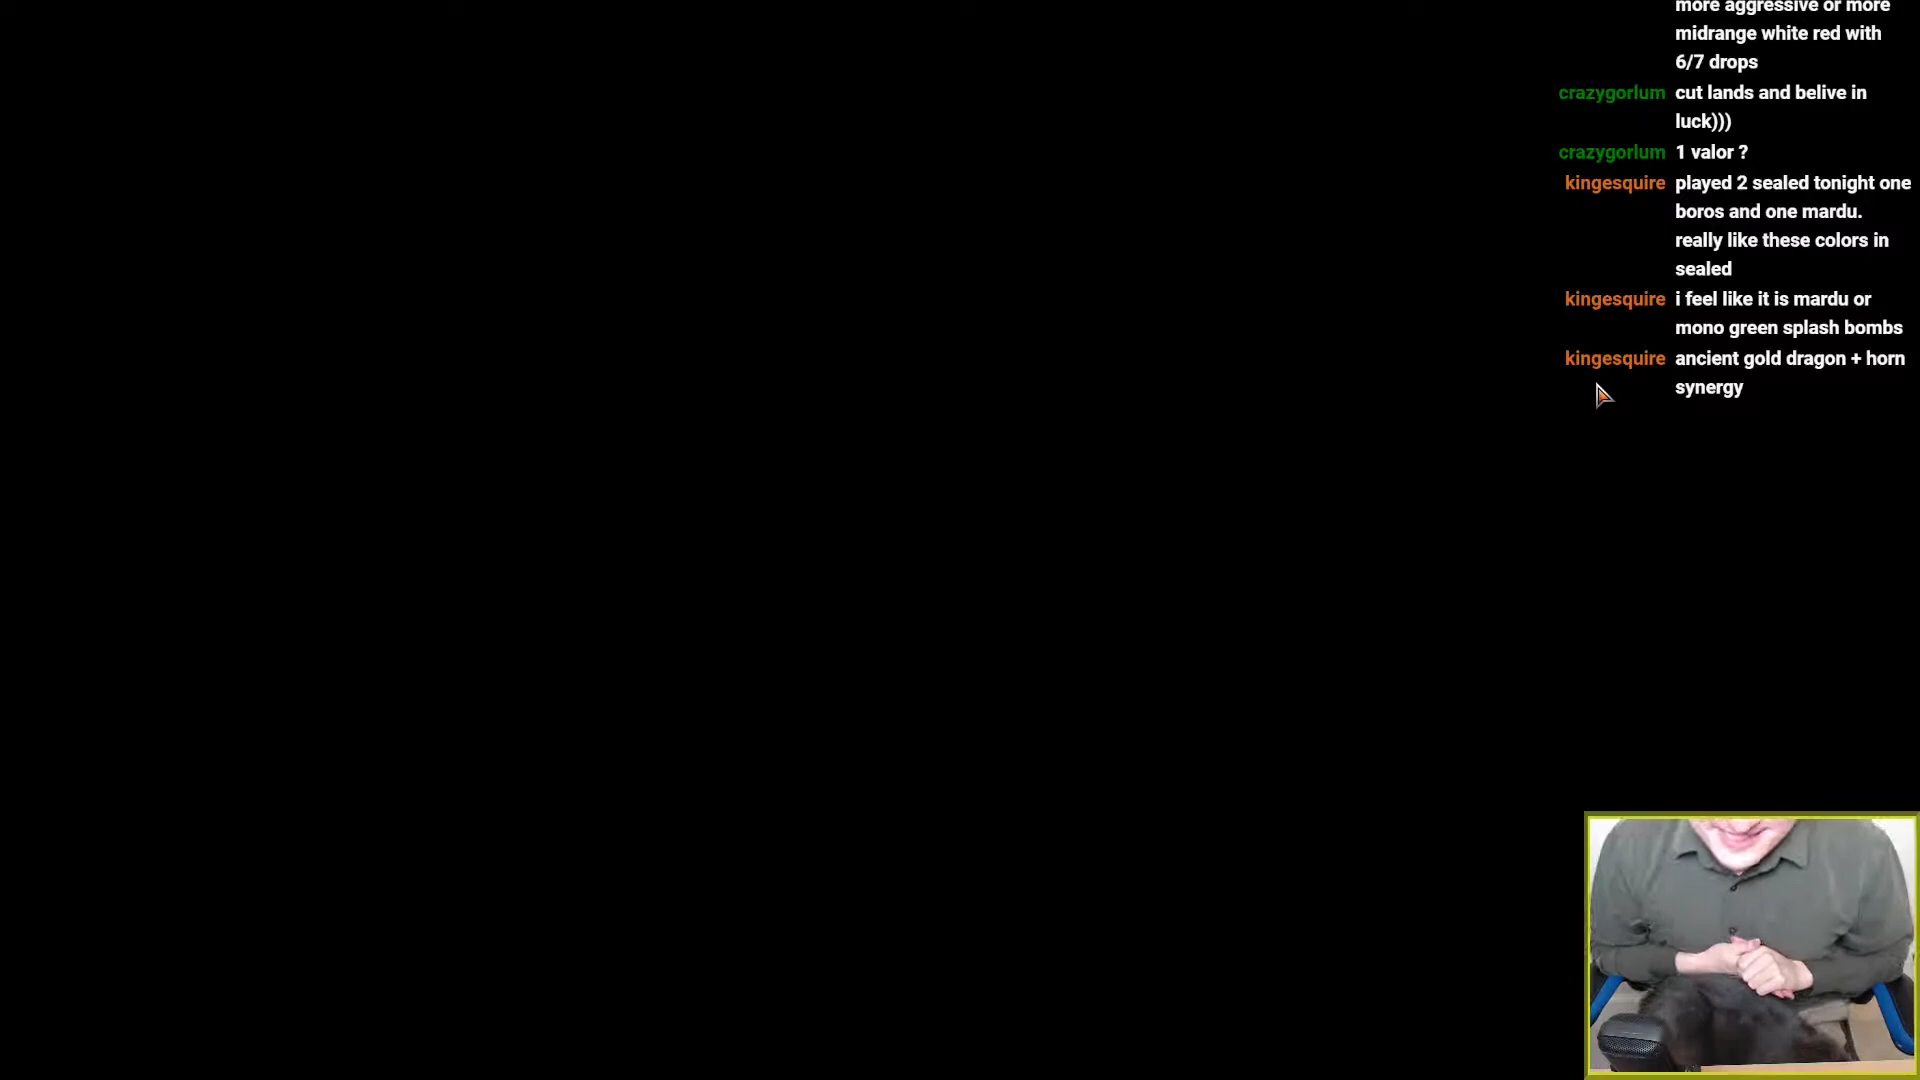 more aggressive or more
midrange white red with
6/7 drops
crazygorlum cut lands and belive in
luck)))
crazygorlum 1 valor ?
kingesquire played 2 sealed tonight one
boros and one mardu.
really like these colors in
sealed
kingesquire i feel like it is mardu or
mono green splash bombs
kingesquire ancient gold dragon + horn
synergy